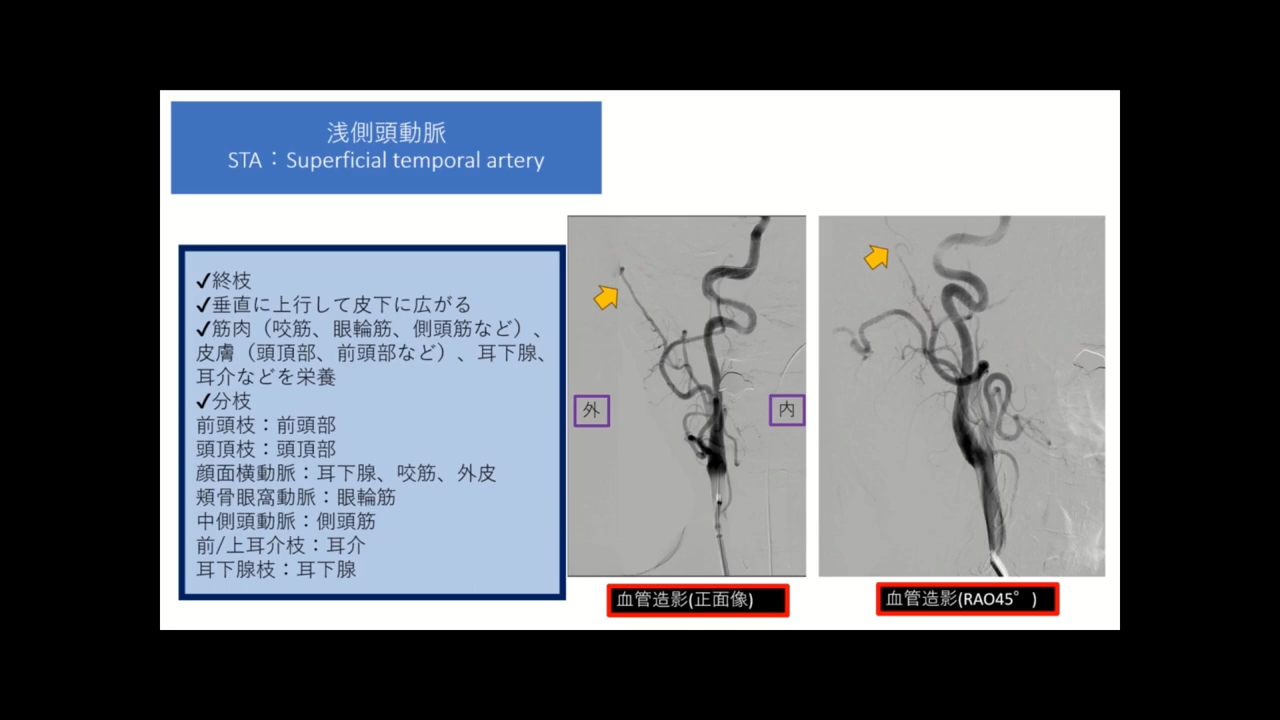 浅側頭動脈
STA：Superficial temporal artery
✓終枝
✓垂直に上行して皮下に広がる
✓筋肉（咬筋、眼輪筋、側頭筋など）、
皮膚（頭頂部、前頭部など）、耳下腺、
耳介などを栄養
✓分枝
前頭枝：前頭部
頭頂枝：頭頂部
顔面横動脈：耳下腺、咬筋、外皮
頬骨眼窩動脈：眼輪筋
中側頭動脈：側頭筋
前/上耳介枝：耳介
耳下腺枝：耳下腺
外
内
血管造影(正面像)
血管造影(RAO45°)